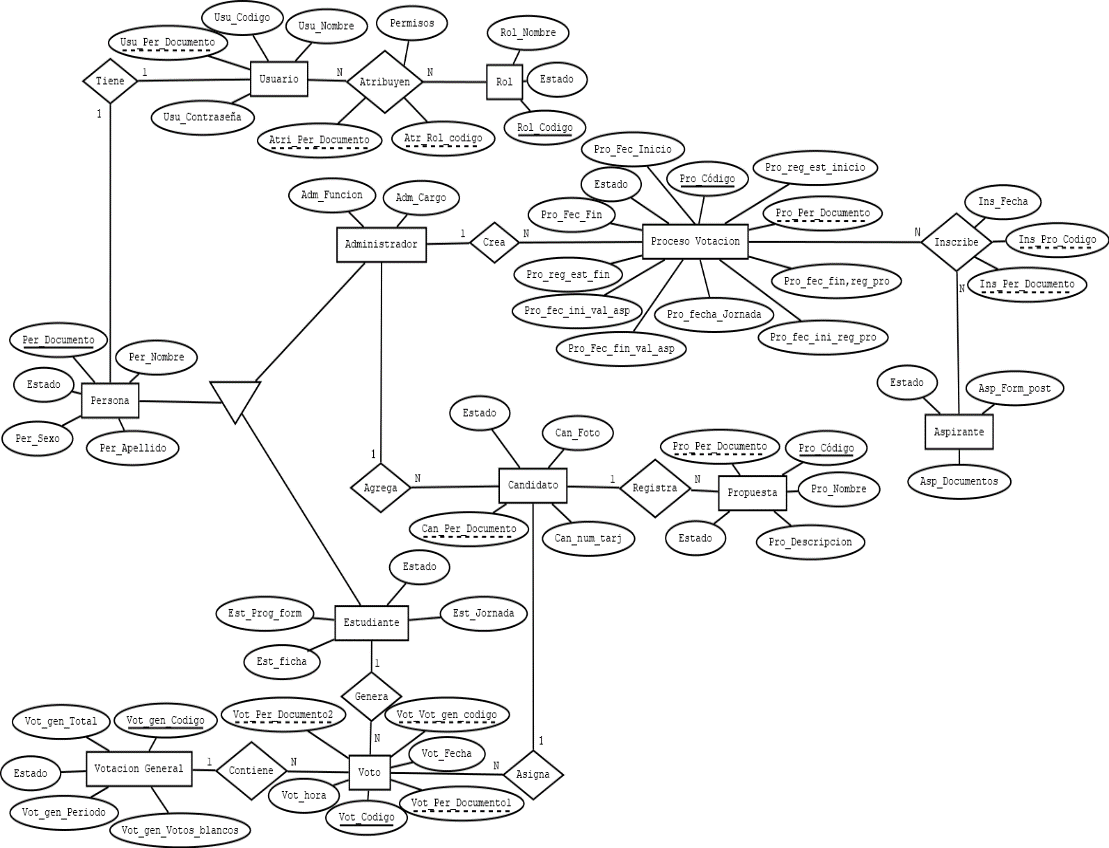 Usu_Codigo
Permisos
Usu_Nombre
Rol_Nombre
Usu_Per_Documento
Tiene
1
Usuario
N
Atribuyen
N
Rol
Estado
1
Usu_Contraseña
Atri_Per_Documento
Atr_Rol_codigo
Rol_Codigo
Pro_Fec_Inicio
Pro_reg_est_inicio
Estado
Pro_Código
Adm_Funcion
Adm_Cargo
Ins_Fecha
Pro_Fec_Fin
Pro_Per_Documento
Administrador
1
Crea
N
Proceso Votacion
N
Inscribe
Ins_Pro_Codigo
Pro_reg_est_fin
Pro_fec_fin,reg_pro
Ins_Per_Documento
N
Pro_fec_ini_val_asp
Pro_fecha_Jornada
Pro_fec_ini_reg_pro
Pro_Fec_fin_val_asp
Per_Documento
Per_Nombre
Estado
Persona
Per_Sexo
Per_Apellido
Estado
Asp_Form_post
Aspirante
Asp_Documentos
Estado
Can_Foto
1
Agrega
N
Candidato
1
Registra
N
Propuesta
Pro_Per_Documento
Pro_Código
Pro_Nombre
Can_Per_Documento
Can_num_tarj
Estado
Pro_Descripcion
Estado
Est_Prog_form
Estudiante
Est_Jornada
Est_ficha
1
Genera
N
Vot_gen_Total
Vot_gen_Codigo
Vot_Per_Documento2
Vot_Vot_gen_codigo
Vot_Fecha
1
Estado
Votacion General
1
Contiene
N
Voto
N
Asigna
Vot_hora
Vot_Per_Documento1
Vot_gen_Periodo
Vot_Codigo
Vot_gen_Votos_blancos